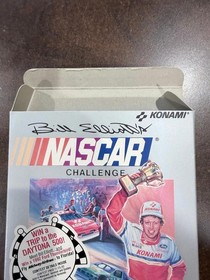 KONAMI®
Bill Elliott's
NASCAR
CHALLENGE
KONAMI
WIN A
TRIP to the
DAYTONA
500!